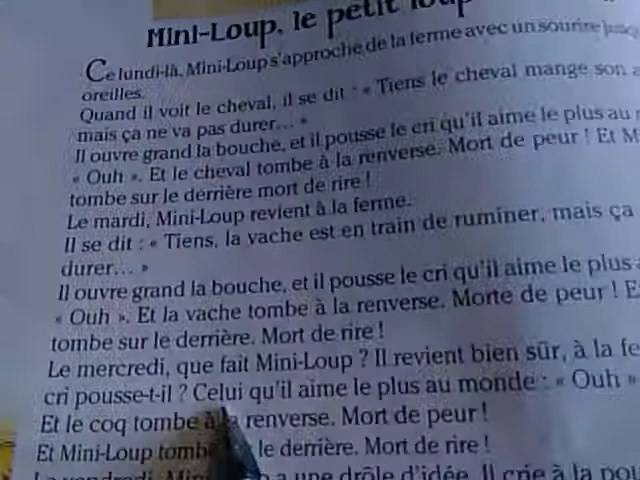 Mini-Loup, le petit loup
Ce lundi-là, Mini-Loup s'approche de la ferme avec un sourire
oreilles.
Quand il voit le cheval, il se dit : « Tiens le cheval mange son
mais ça ne va pas durer... »
Il ouvre grand la bouche, et il pousse le cri qu'il aime le plus au
« Ouh ». Et le cheval tombe à la renverse. Mort de peur ! Et M
tombe sur le derrière mort de rire !
Le mardi, Mini-Loup revient à la ferme.
Il se dit : « Tiens, la vache est en train de ruminer, mais ça
durer... »
Il ouvre grand la bouche, et il pousse le cri qu'il aime le plus
« Ouh ». Et la vache tombe à la renverse. Morte de peur ! E
tombe sur le derrière. Mort de rire !
Le mercredi, que fait Mini-Loup ? Il revient bien sûr, à la fe
cri pousse-t-il ? Celui qu'il aime le plus au monde : « Ouh »
Et le coq tombe à la renverse. Mort de peur !
Et Mini-Loup tomb le derrière. Mort de rire !
a une drôle d'idée. Il crie à la